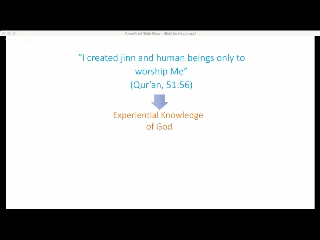 "I created jinn and human beings only to
worship Me"
(Qur'an, 51:56)
Experiential Knowledge
of God